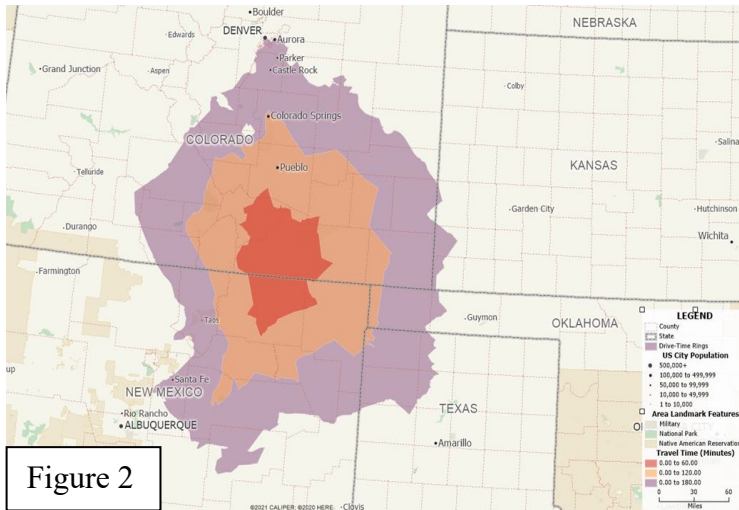 Boulder
NEBRASKA
Edwards
DENVER
Aurora
Parker
Grand Junction
Aspen
Castle Rock
Colby
Colorado Springs
COLORADO
Salina
Pueblo
KANSAS
Telluride
Garden City
Hutchinson
Durango
Wichita
Farmington
Taos
Guymon
OKLAHOMA
up
Santa Fe
NEW MEXICO
Rio Rancho
ALBUQUERQUE
TEXAS
Amarillo
Clovis
©2021 CALIPER; ©2020 HERE
LEGEND
County
State
Drive-Time Rings
US City Population
500,000+
100,000 to 499,999
50,000 to 99,999
10,000 to 49,999
1 to 10,000
Area Landmark Features
Military
National Park
Native American Reservation
Travel Time (Minutes)
0.00 to 60.00
0.00 to 120.00
0.00 to 180.00
0 30 60
Miles
Figure 2